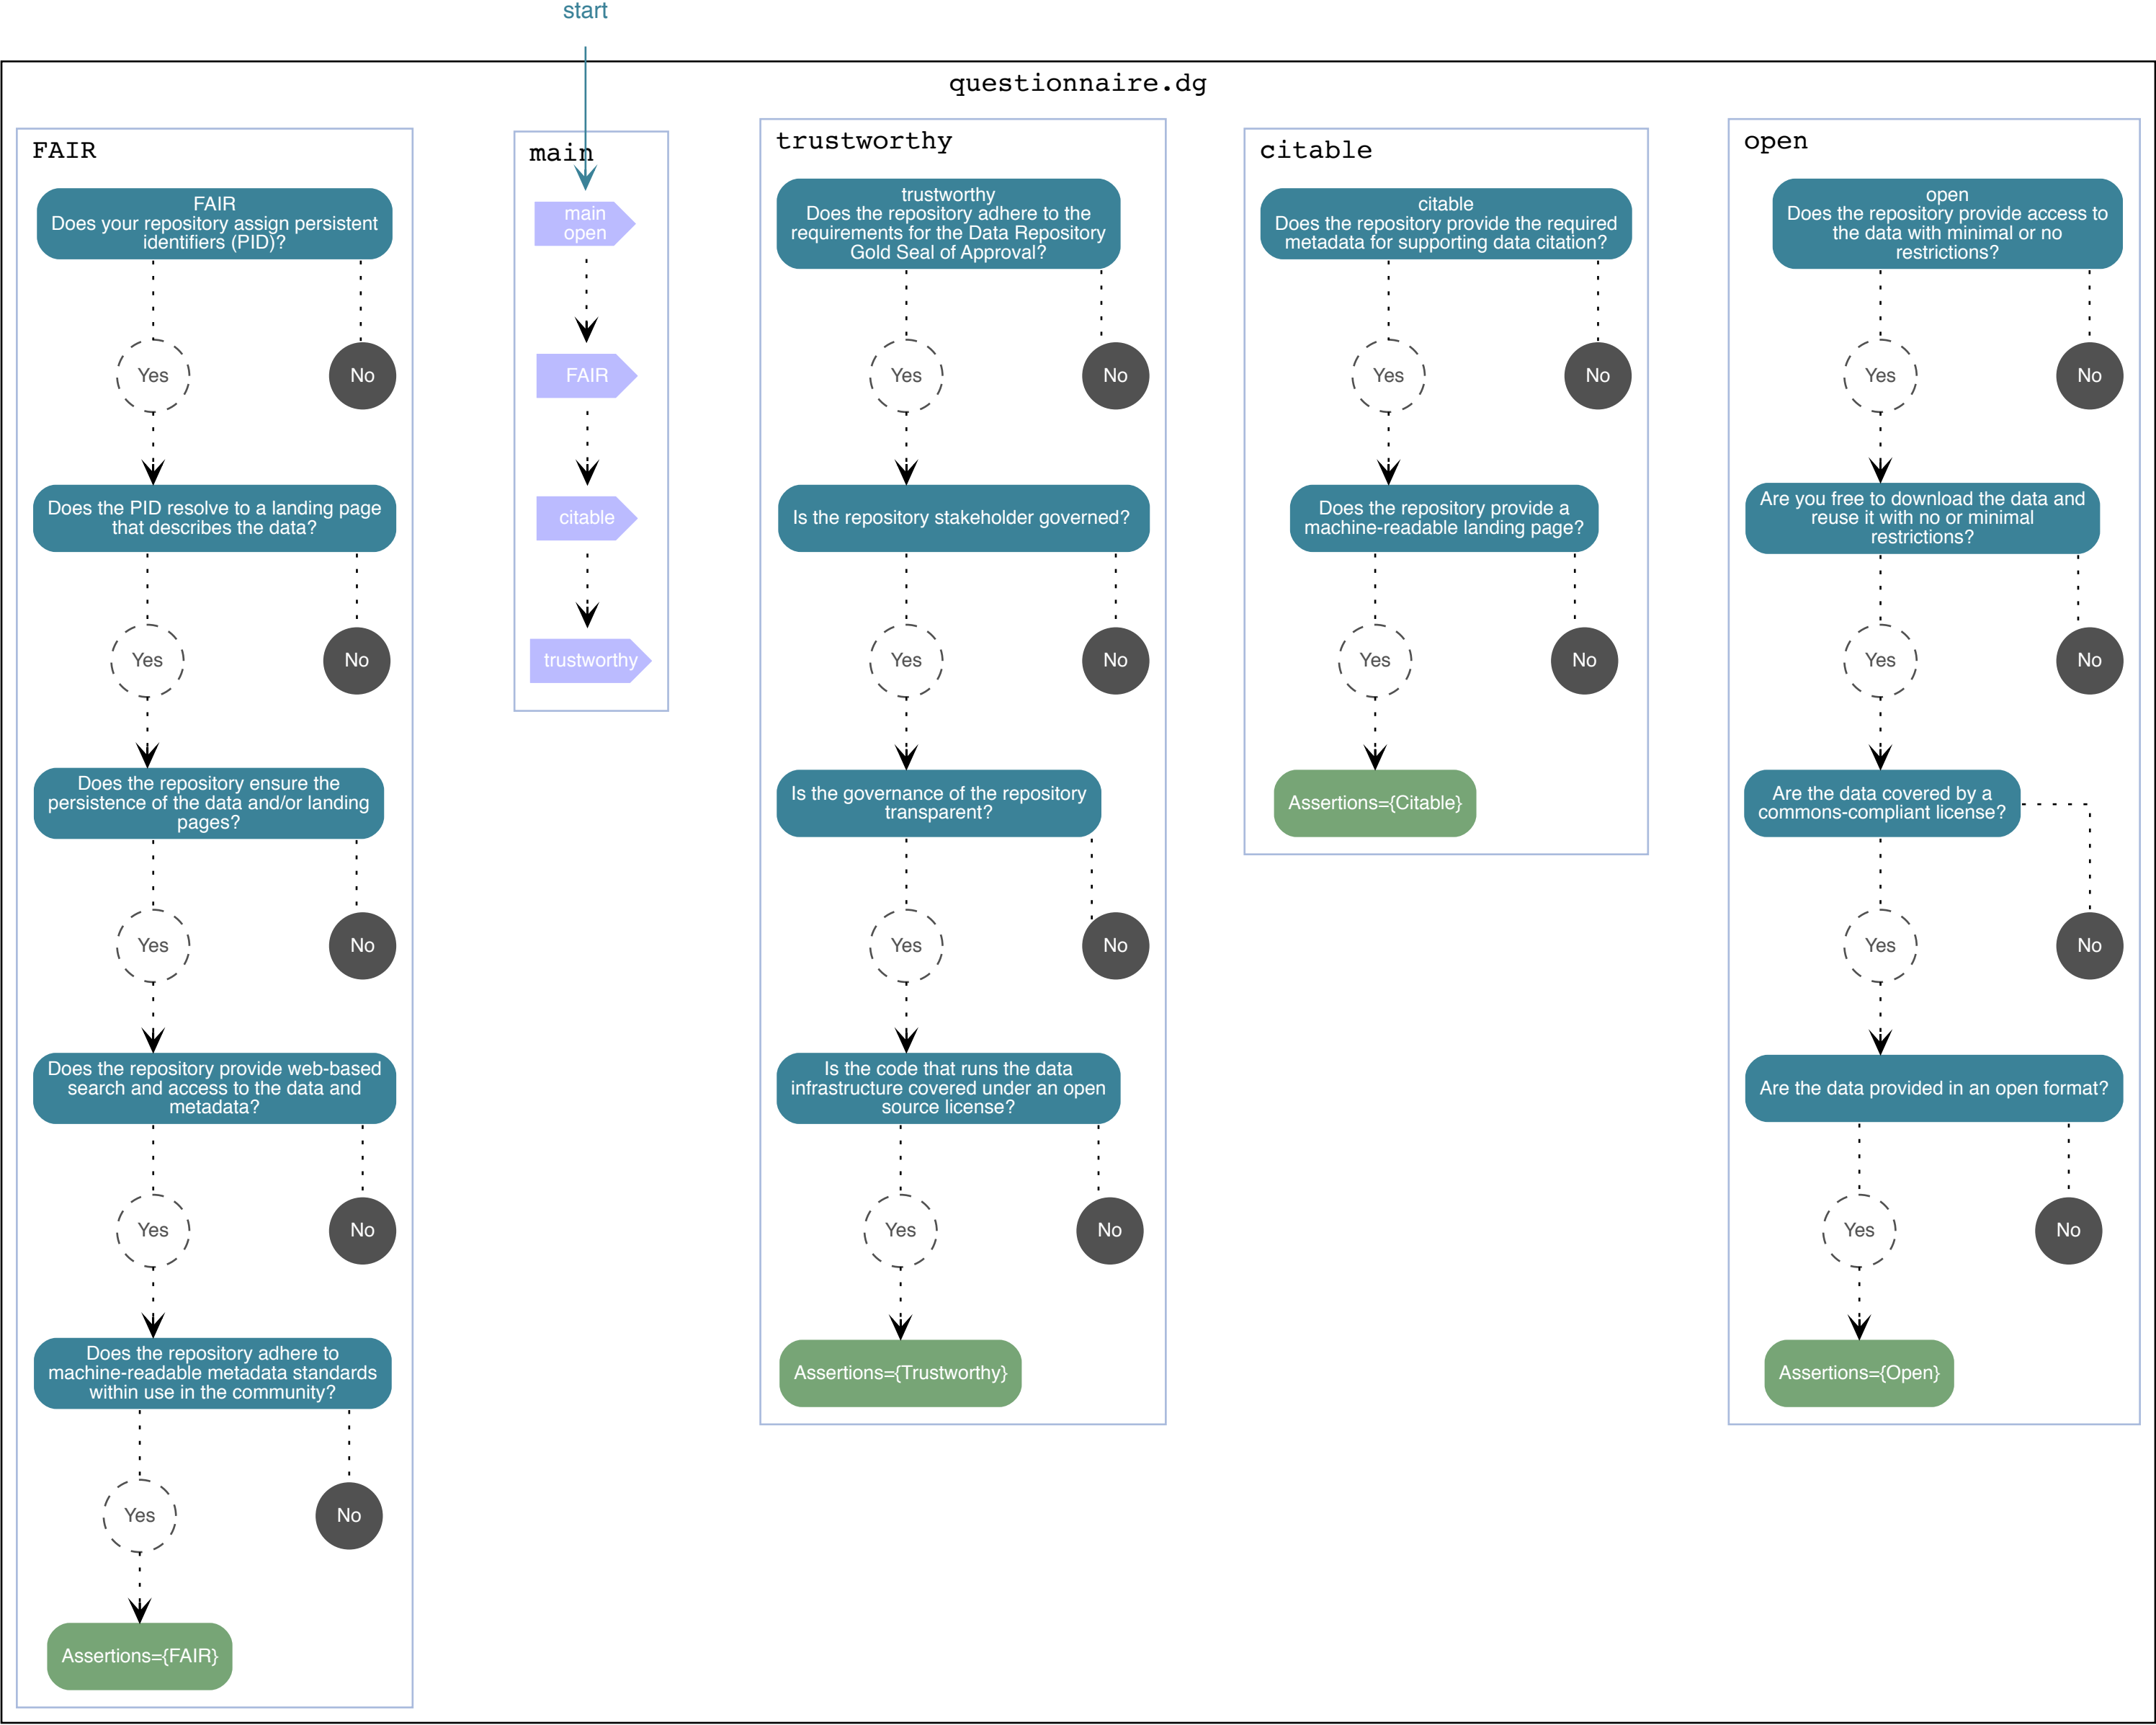 start
questionnaire.dg
FAIR
FAIR
Does your repository assign persistent
identifiers (PID)?
Yes
No
Does the PID resolve to a landing page
that describes the data?
Yes
No
Does the repository ensure the
persistence of the data and/or landing
pages?
Yes
No
Does the repository provide web-based
search and access to the data and
metadata?
Yes
No
Does the repository adhere to
machine-readable metadata standards
within use in the community?
Yes
No
Assertions={FAIR}
main
main
open
FAIR
citable
trustworthy
trustworthy
trustworthy
Does the repository adhere to the
requirements for the Data Repository
Gold Seal of Approval?
Yes
No
Is the repository stakeholder governed?
Yes
No
Is the governance of the repository
transparent?
Yes
No
Is the code that runs the data
infrastructure covered under an open
source license?
Yes
No
Assertions={Trustworthy}
citable
citable
Does the repository provide the required
metadata for supporting data citation?
Yes
No
Does the repository provide a
machine-readable landing page?
Yes
No
Assertions={Citable}
open
open
Does the repository provide access to
the data with minimal or no
restrictions?
Yes
No
Are you free to download the data and
reuse it with no or minimal
restrictions?
Yes
No
Are the data covered by a
commons-compliant license?
Yes
No
Are the data provided in an open format?
Yes
No
Assertions={Open}